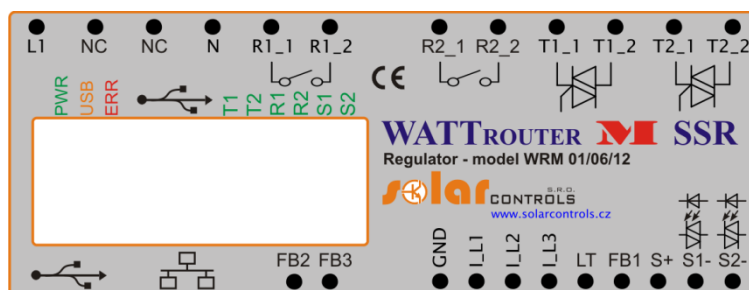 L1 NC NC N R1_1 R1_2 R2_1 R2_2 T1_1 T1_2 T2_1 T2_2
PWR USB ERR T1 T2 R1 R2 S1 S2 CE
WATTROUTER M SSR
Regulator - model WRM 01/06/12
solar CONTROLS S.R.O.
www.solarcontrols.cz
FB2 FB3 GND I_L1 I_L2 I_L3 LT FB1 S+ S1- S2-